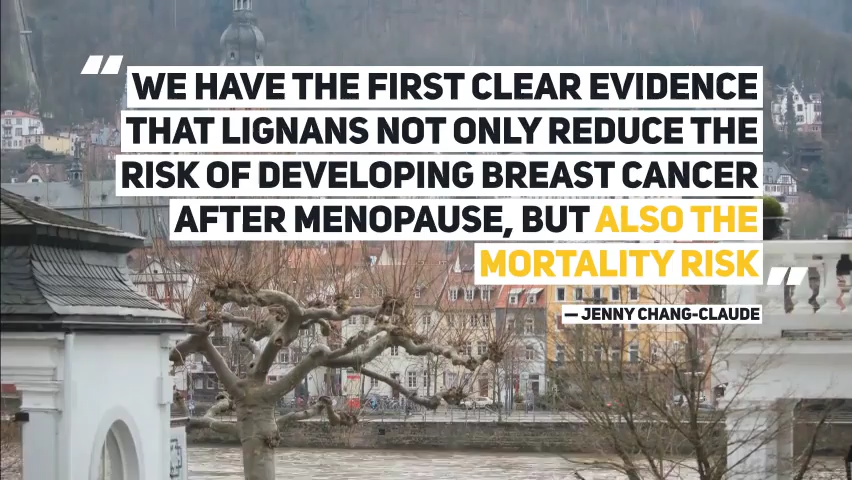 “WE HAVE THE FIRST CLEAR EVIDENCE
THAT LIGNANS NOT ONLY REDUCE THE
RISK OF DEVELOPING BREAST CANCER
AFTER MENOPAUSE, BUT ALSO THE
MORTALITY RISK”
— JENNY CHANG-CLAUDE